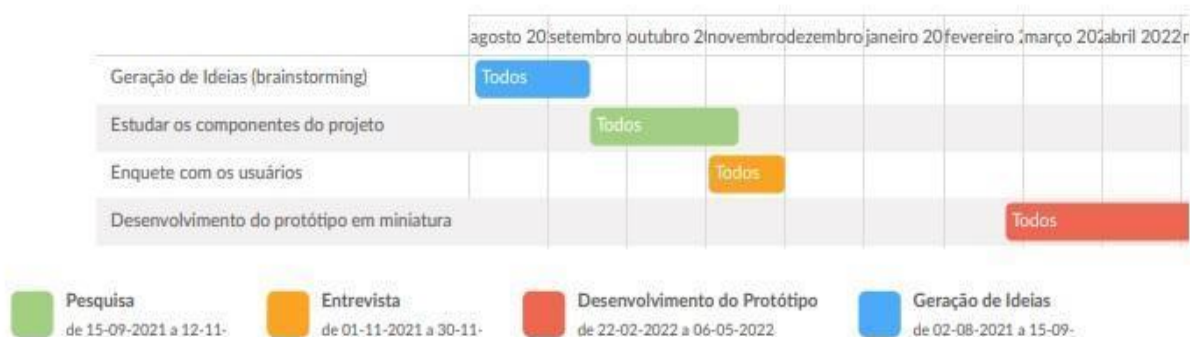 agosto 20 setembro outubro 2 novembro dezembro janeiro 20 fevereiro março 202 abril 2022
Geração de Ideias (brainstorming) Todos
Estudar os componentes do projeto Todos
Enquete com os usuários Todos
Desenvolvimento do protótipo em miniatura Todos
Pesquisa Entrevista Desenvolvimento do Protótipo Geração de Ideias
de 15-09-2021 a 12-11- de 01-11-2021 a 30-11- de 22-02-2022 a 06-05-2022 de 02-08-2021 a 15-09-